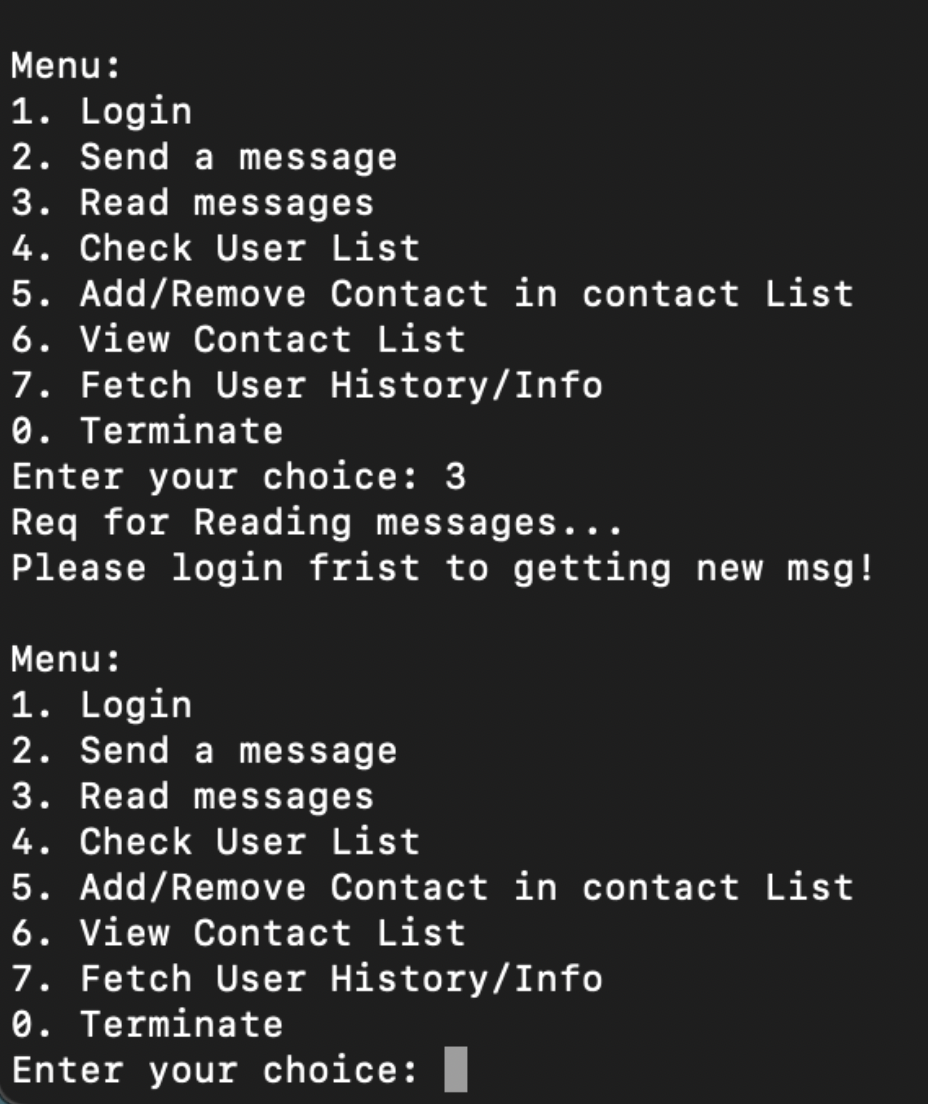 Menu:
1. Login
2. Send a message
3. Read messages
4. Check User List
5. Add/Remove Contact in contact List
6. View Contact List
7. Fetch User History/Info
0. Terminate
Enter your choice: 3
Req for Reading messages...
Please login frist to getting new msg!
Menu:
1. Login
2. Send a message
3. Read messages
4. Check User List
5. Add/Remove Contact in contact List
6. View Contact List
7. Fetch User History/Info
0. Terminate
Enter your choice: